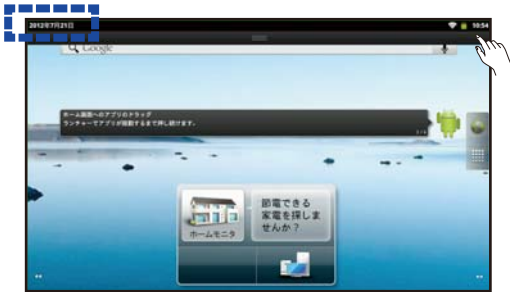 2012年7月21日
10:54
Google
ホーム画面へのアプリのドラッグ
ランチャーでアプリが起動するまで押し続けます。
ホームモニタ
節電できる
家電を探しま
せんか？